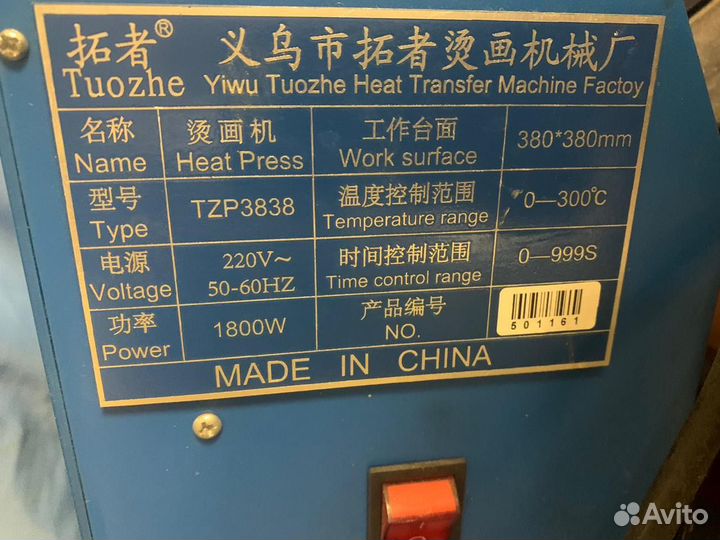 拓者® 义乌市拓者烫画机械厂
Tuozhe Yiwu Tuozhe Heat Transfer Machine Factoy
名称 烫画机 工作台面 380*380mm
Name Heat Press Work surface
型号 TZP3838 温度控制范围 0—300℃
Type Temperature range
电源 220V~ 时间控制范围 0—999S
Voltage 50-60HZ Time control range
功率 1800W 产品编号
Power NO. 501161
MADE IN CHINA
Avito